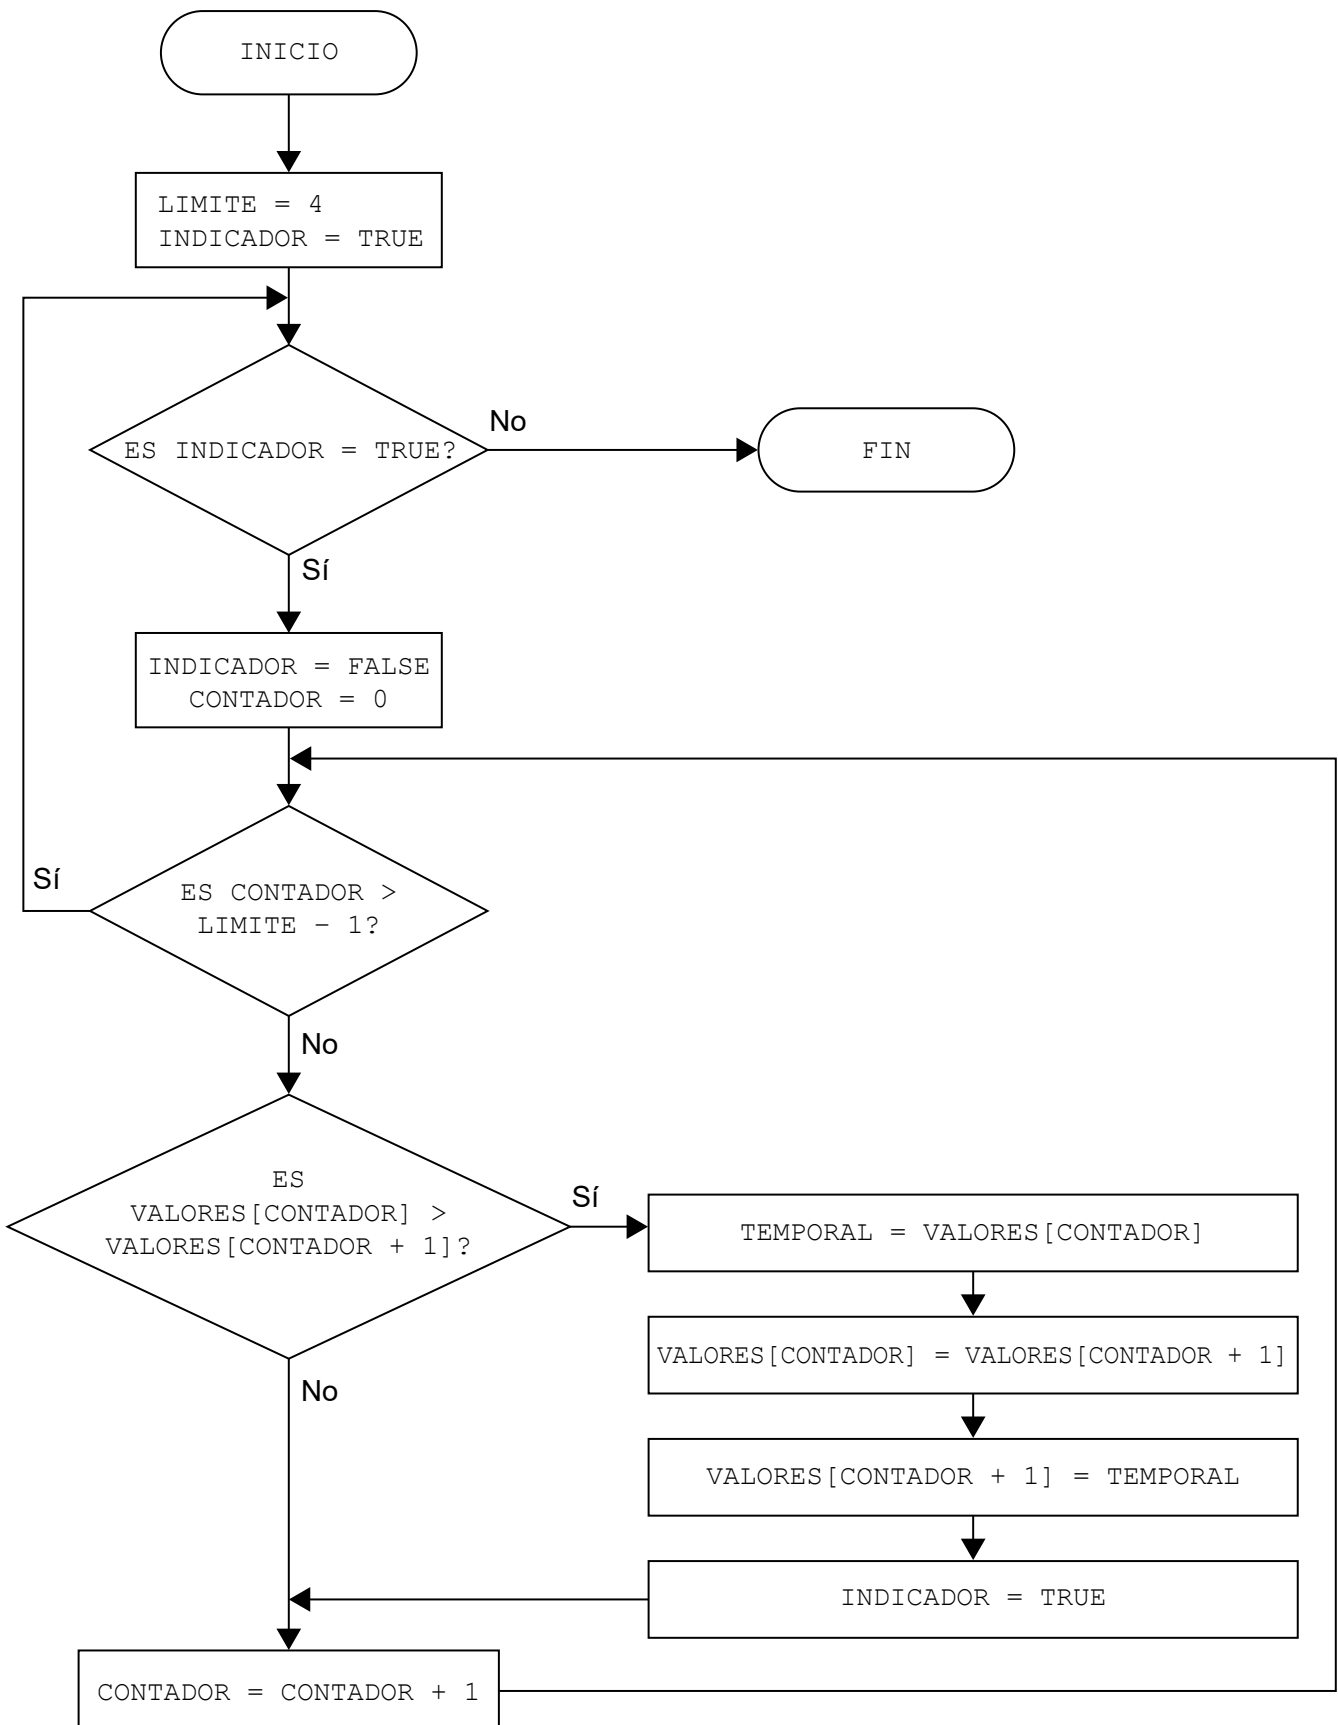 INICIO
LIMITE = 4
INDICADOR = TRUE
ES INDICADOR = TRUE?
No
FIN
Sí
INDICADOR = FALSE
CONTADOR = 0
Sí
ES CONTADOR >
LIMITE – 1?
No
ES
VALORES[CONTADOR] >
VALORES[CONTADOR + 1]?
Sí
TEMPORAL = VALORES[CONTADOR]
VALORES[CONTADOR] = VALORES[CONTADOR + 1]
No
VALORES[CONTADOR + 1] = TEMPORAL
INDICADOR = TRUE
CONTADOR = CONTADOR + 1